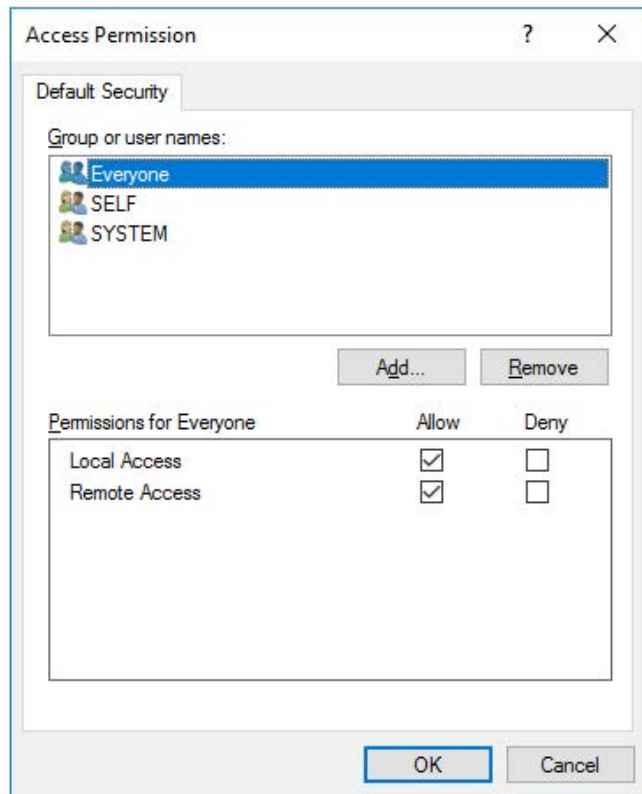 Access Permission ?
Default Security
Group or user names:
Everyone
SELF
SYSTEM
Add... Remove
Permissions for Everyone Allow Deny
Local Access
Remote Access
OK Cancel